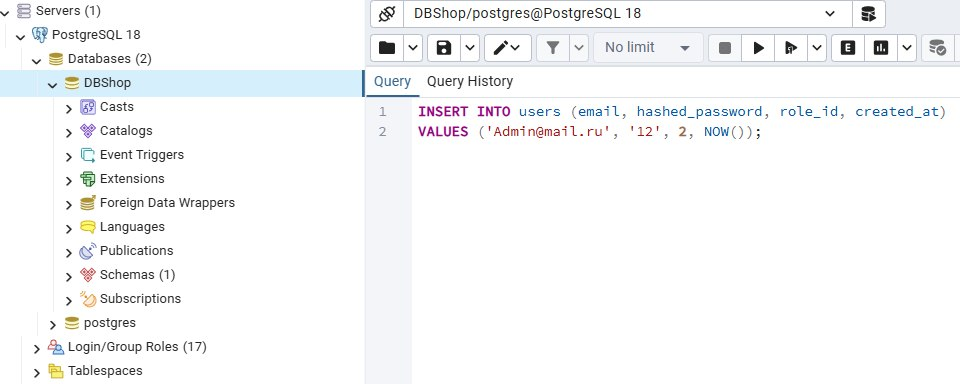 Servers (1)
PostgreSQL 18
Databases (2)
DBShop
Casts
Catalogs
Event Triggers
Extensions
Foreign Data Wrappers
Languages
Publications
Schemas (1)
Subscriptions
postgres
Login/Group Roles (17)
Tablespaces
DBShop/postgres@PostgreSQL 18
No limit
E
Query Query History
1 INSERT INTO users (email, hashed_password, role_id, created_at)
2 VALUES ('Admin@mail.ru', '12', 2, NOW());